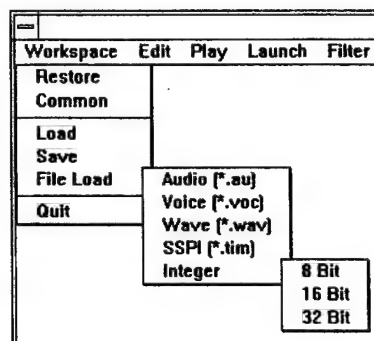 Workspace Edit Play Launch Filter
Restore
Common
Load
Save
File Load
Quit
Audio (*.au)
Voice (*.voc)
Wave (*.wav)
SSPI (*.tim)
Integer
8 Bit
16 Bit
32 Bit